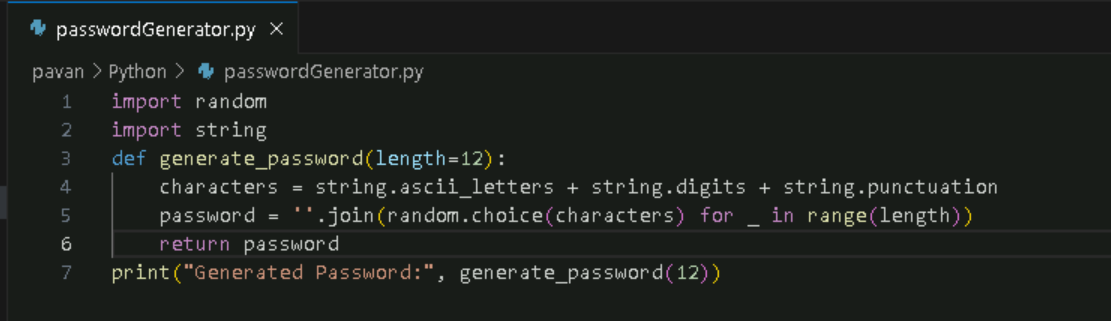 passwordGenerator.py ×
pavan > Python > passwordGenerator.py
1 import random
2 import string
3 def generate_password(length=12):
4     characters = string.ascii_letters + string.digits + string.punctuation
5     password = ''.join(random.choice(characters) for _ in range(length))
6     return password
7 print("Generated Password:", generate_password(12))